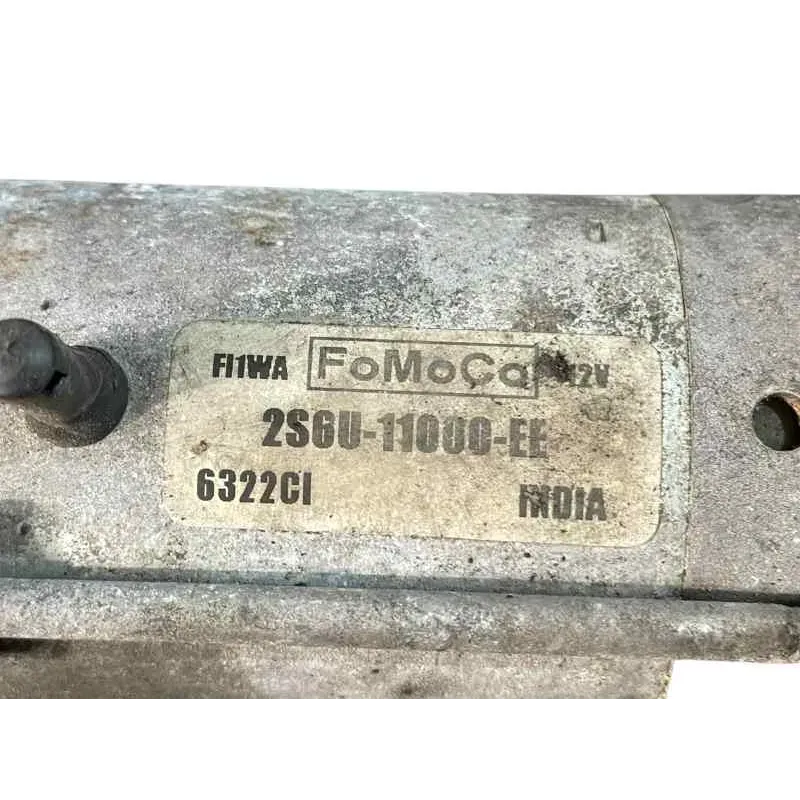 FI1WA FoMoCo 12V
2S6U-11000-EE
6322CI INDIA